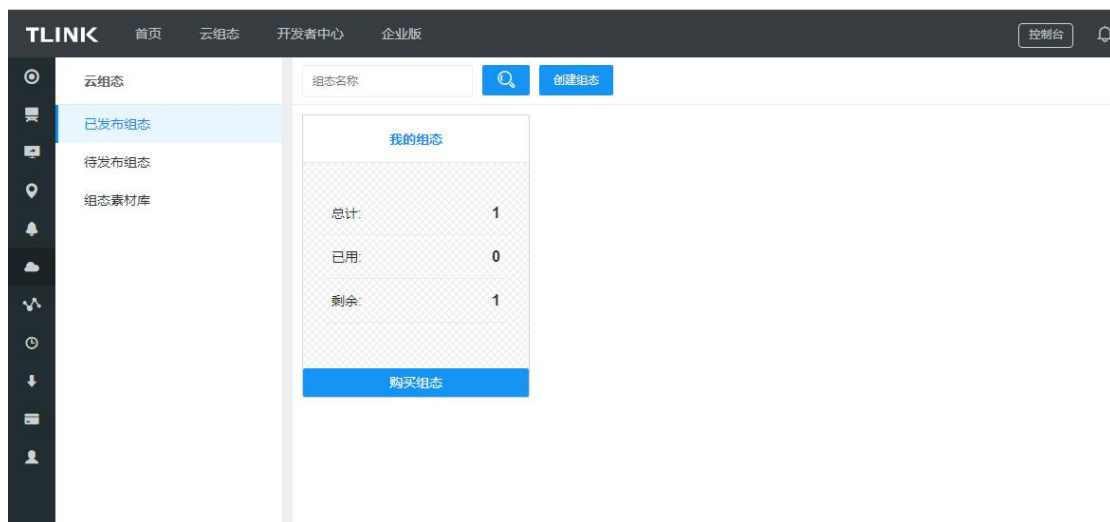 TLINK 首页 云组态 开发者中心 企业版 控制台
云组态
已发布组态
待发布组态
组态素材库
组态名称 创建组态
我的组态
总计: 1
已用: 0
剩余: 1
购买组态